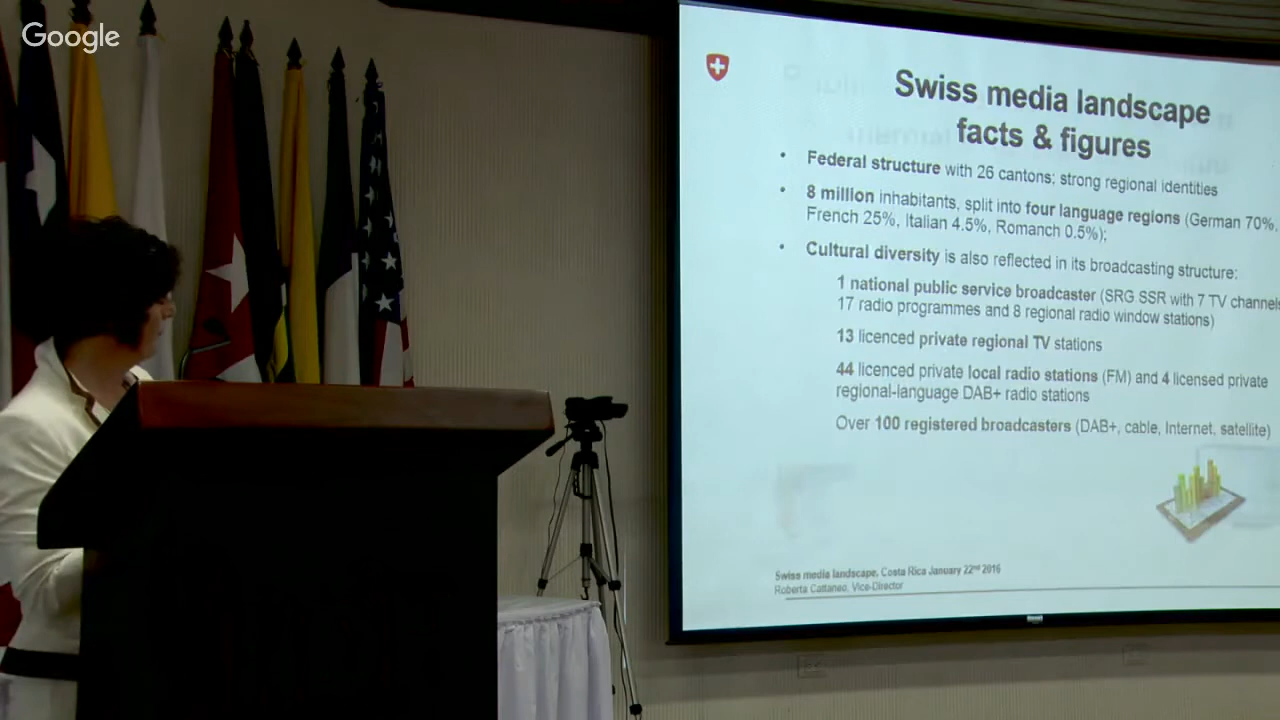 Google
Swiss media landscape
facts & figures
• Federal structure with 26 cantons; strong regional identities
• 8 million inhabitants, split into four language regions (German 70%,
French 25%, Italian 4.5%, Romanch 0.5%);
• Cultural diversity is also reflected in its broadcasting structure:
1 national public service broadcaster (SRG SSR with 7 TV channels
17 radio programmes and 8 regional radio window stations)
13 licenced private regional TV stations
44 licenced private local radio stations (FM) and 4 licensed private
regional-language DAB+ radio stations
Over 100 registered broadcasters (DAB+, cable, Internet, satellite)
Swiss media landscape, Costa Rica January 22nd 2016
Roberta Cattaneo, Vice-Director